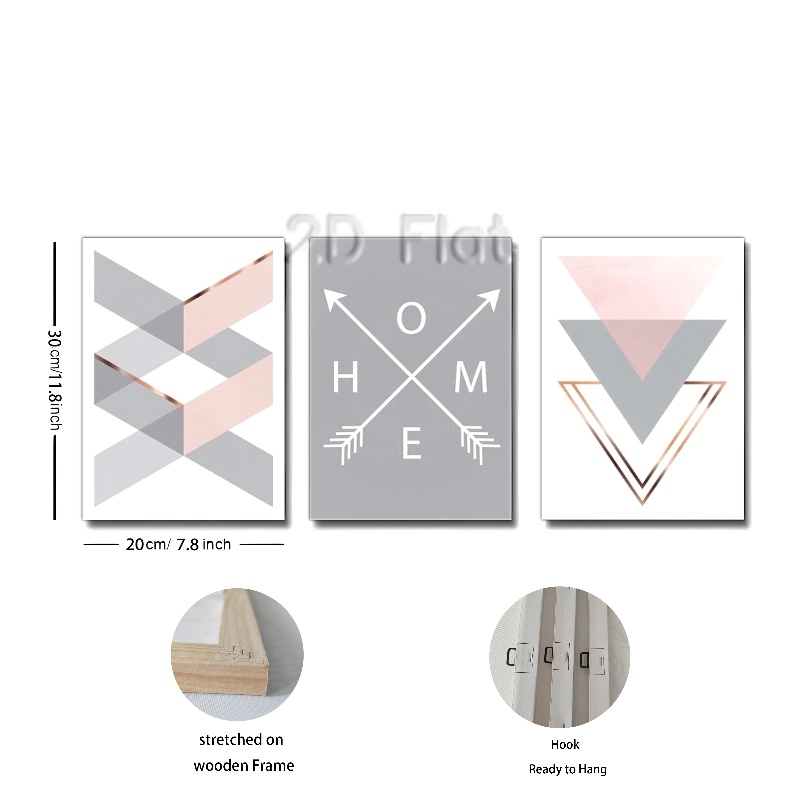 2D Flat
30cm/11.8inch
O
H M
E
20cm/ 7.8 inch
stretched on
wooden Frame
Hook
Ready to Hang